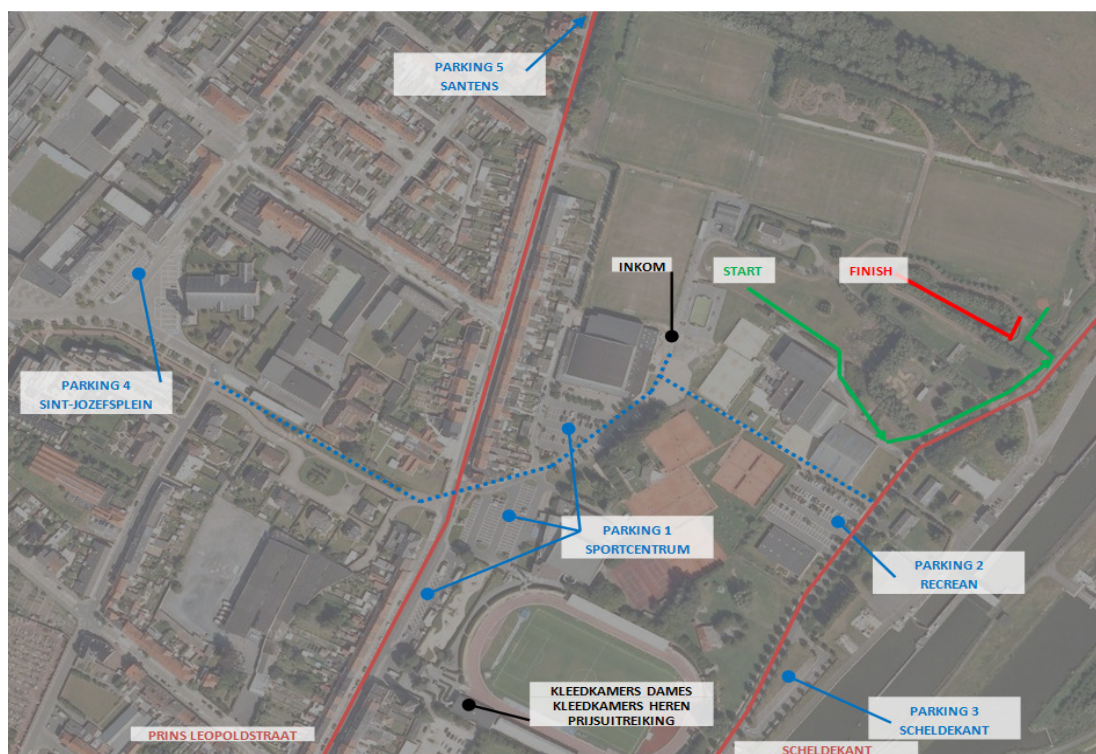 PARKING 5
SANTENS
INKOM
START
FINISH
PARKING 4
SINT-JOZEFSPLEIN
PARKING 1
SPORTCENTRUM
PARKING 2
RECREAN
KLEEDKAMERS DAMES
KLEEDKAMERS HEREN
PRIJSUITREIKING
PARKING 3
SCHELDEKANT
PRINS LEOPOLDSTRAAT
SCHELDEKANT